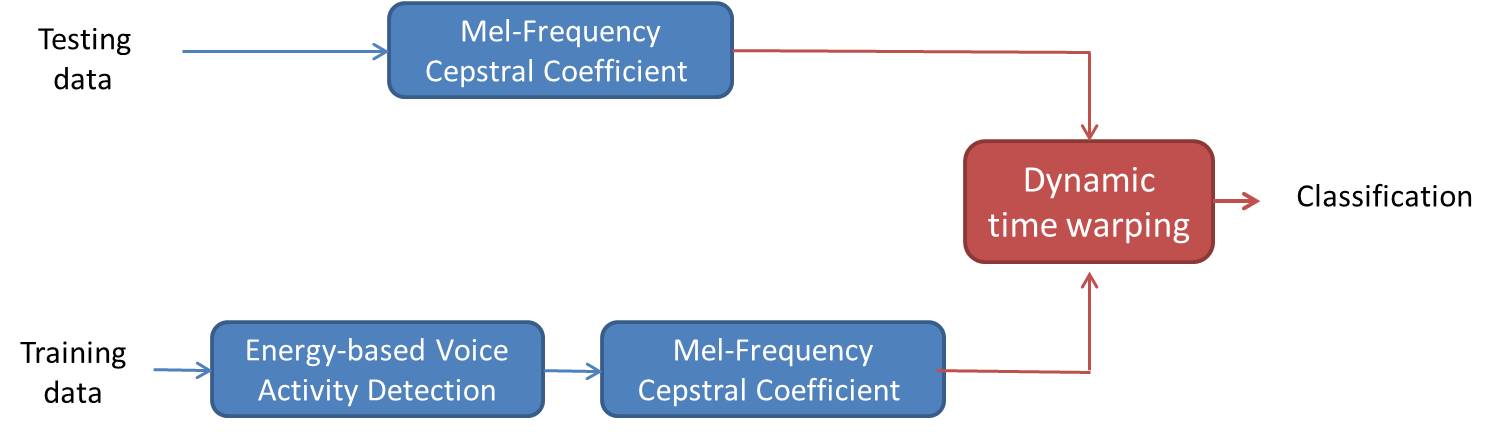 Testing
data
Mel-Frequency
Cepstral Coefficient
Dynamic
time warping
Classification
Training
data
Energy-based Voice
Activity Detection
Mel-Frequency
Cepstral Coefficient